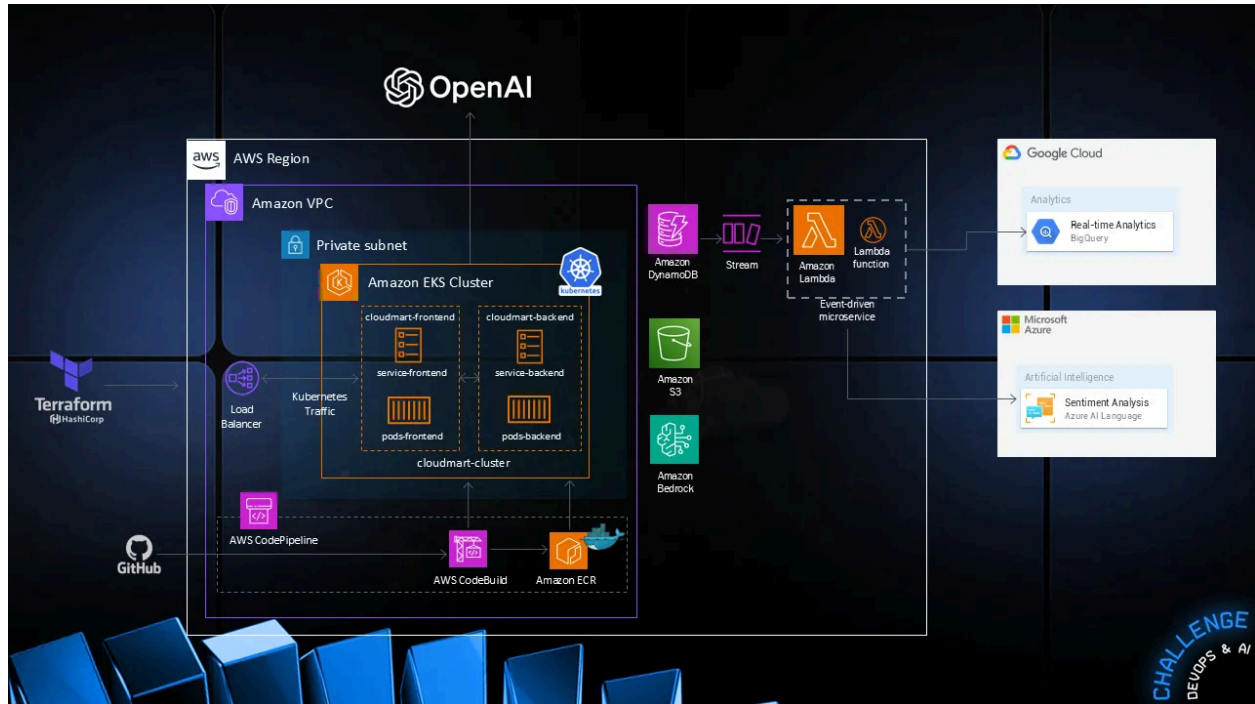 OpenAI
aws
AWS Region
Amazon VPC
Private subnet
Amazon EKS Cluster
kubernetes
cloudmart-frontend
cloudmart-backend
service-frontend
service-backend
pods-frontend
pods-backend
cloudmart-cluster
Load
Balancer
Kubernetes
Traffic
Terraform
HashiCorp
GitHub
AWS CodePipeline
AWS CodeBuild
Amazon ECR
Amazon
DynamoDB
Stream
Amazon
Lambda
Lambda
function
Event-driven
microservice
Amazon
S3
Amazon
Bedrock
Google Cloud
Analytics
Real-time Analytics
BigQuery
Microsoft
Azure
Artificial Intelligence
Sentiment Analysis
Azure AI Language
CHALLENGE
DEVOPS & AI